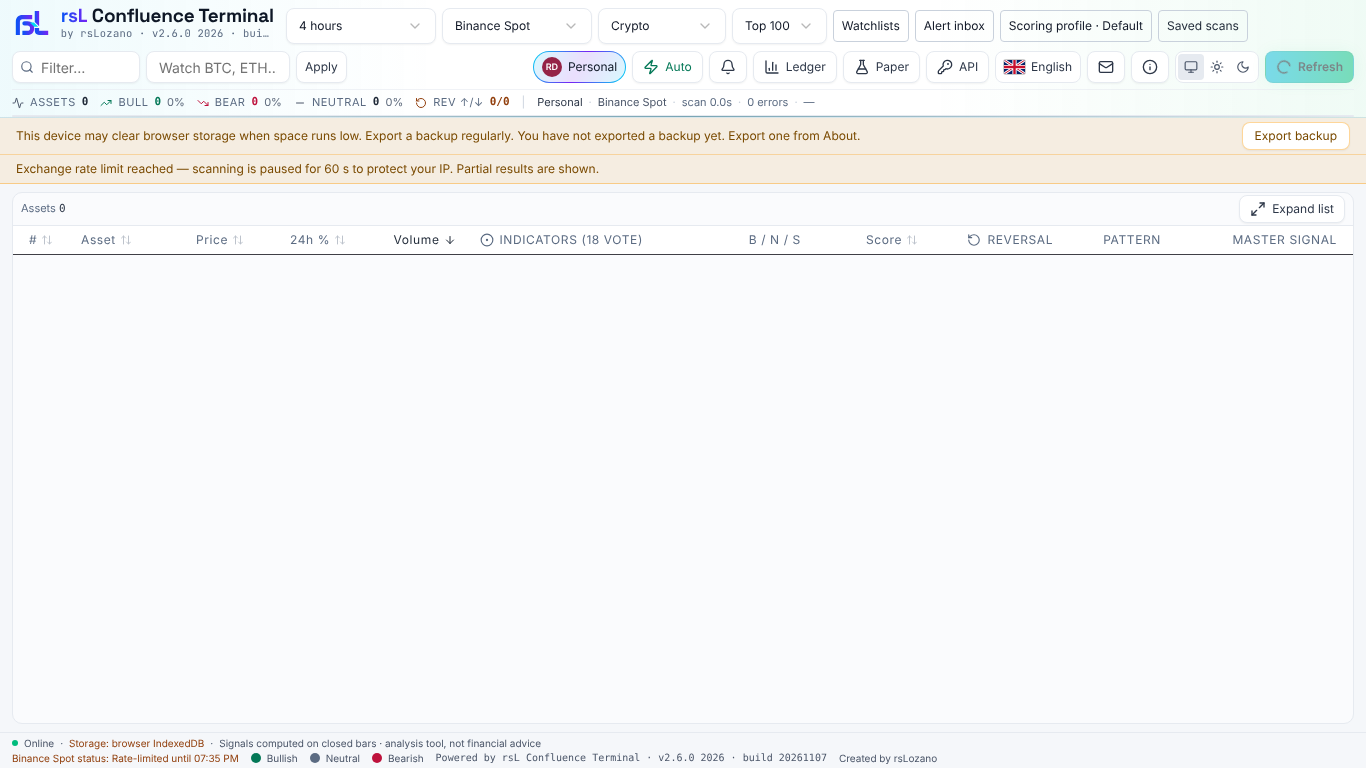 rsL Confluence Terminal
by rsLozano · v2.6.0 2026 · bui…
4 hours
Binance Spot
Crypto
Top 100
Watchlists
Alert inbox
Scoring profile · Default
Saved scans
Filter...
Watch BTC, ETH..
Apply
RD Personal
Auto
Ledger
Paper
API
English
Refresh
ASSETS 0 BULL 0 0% BEAR 0 0% NEUTRAL 0 0% REV ↑/↓ 0/0 Personal · Binance Spot · scan 0.0s · 0 errors · —
This device may clear browser storage when space runs low. Export a backup regularly. You have not exported a backup yet. Export one from About.
Export backup
Exchange rate limit reached — scanning is paused for 60 s to protect your IP. Partial results are shown.
Assets 0
Expand list
# Asset Price 24h % Volume ↓ INDICATORS (18 VOTE) B / N / S Score REVERSAL PATTERN MASTER SIGNAL
Online · Storage: browser IndexedDB · Signals computed on closed bars · analysis tool, not financial advice
Binance Spot status: Rate-limited until 07:35 PM Bullish Neutral Bearish Powered by rsL Confluence Terminal · v2.6.0 2026 · build 20261107 Created by rsLozano